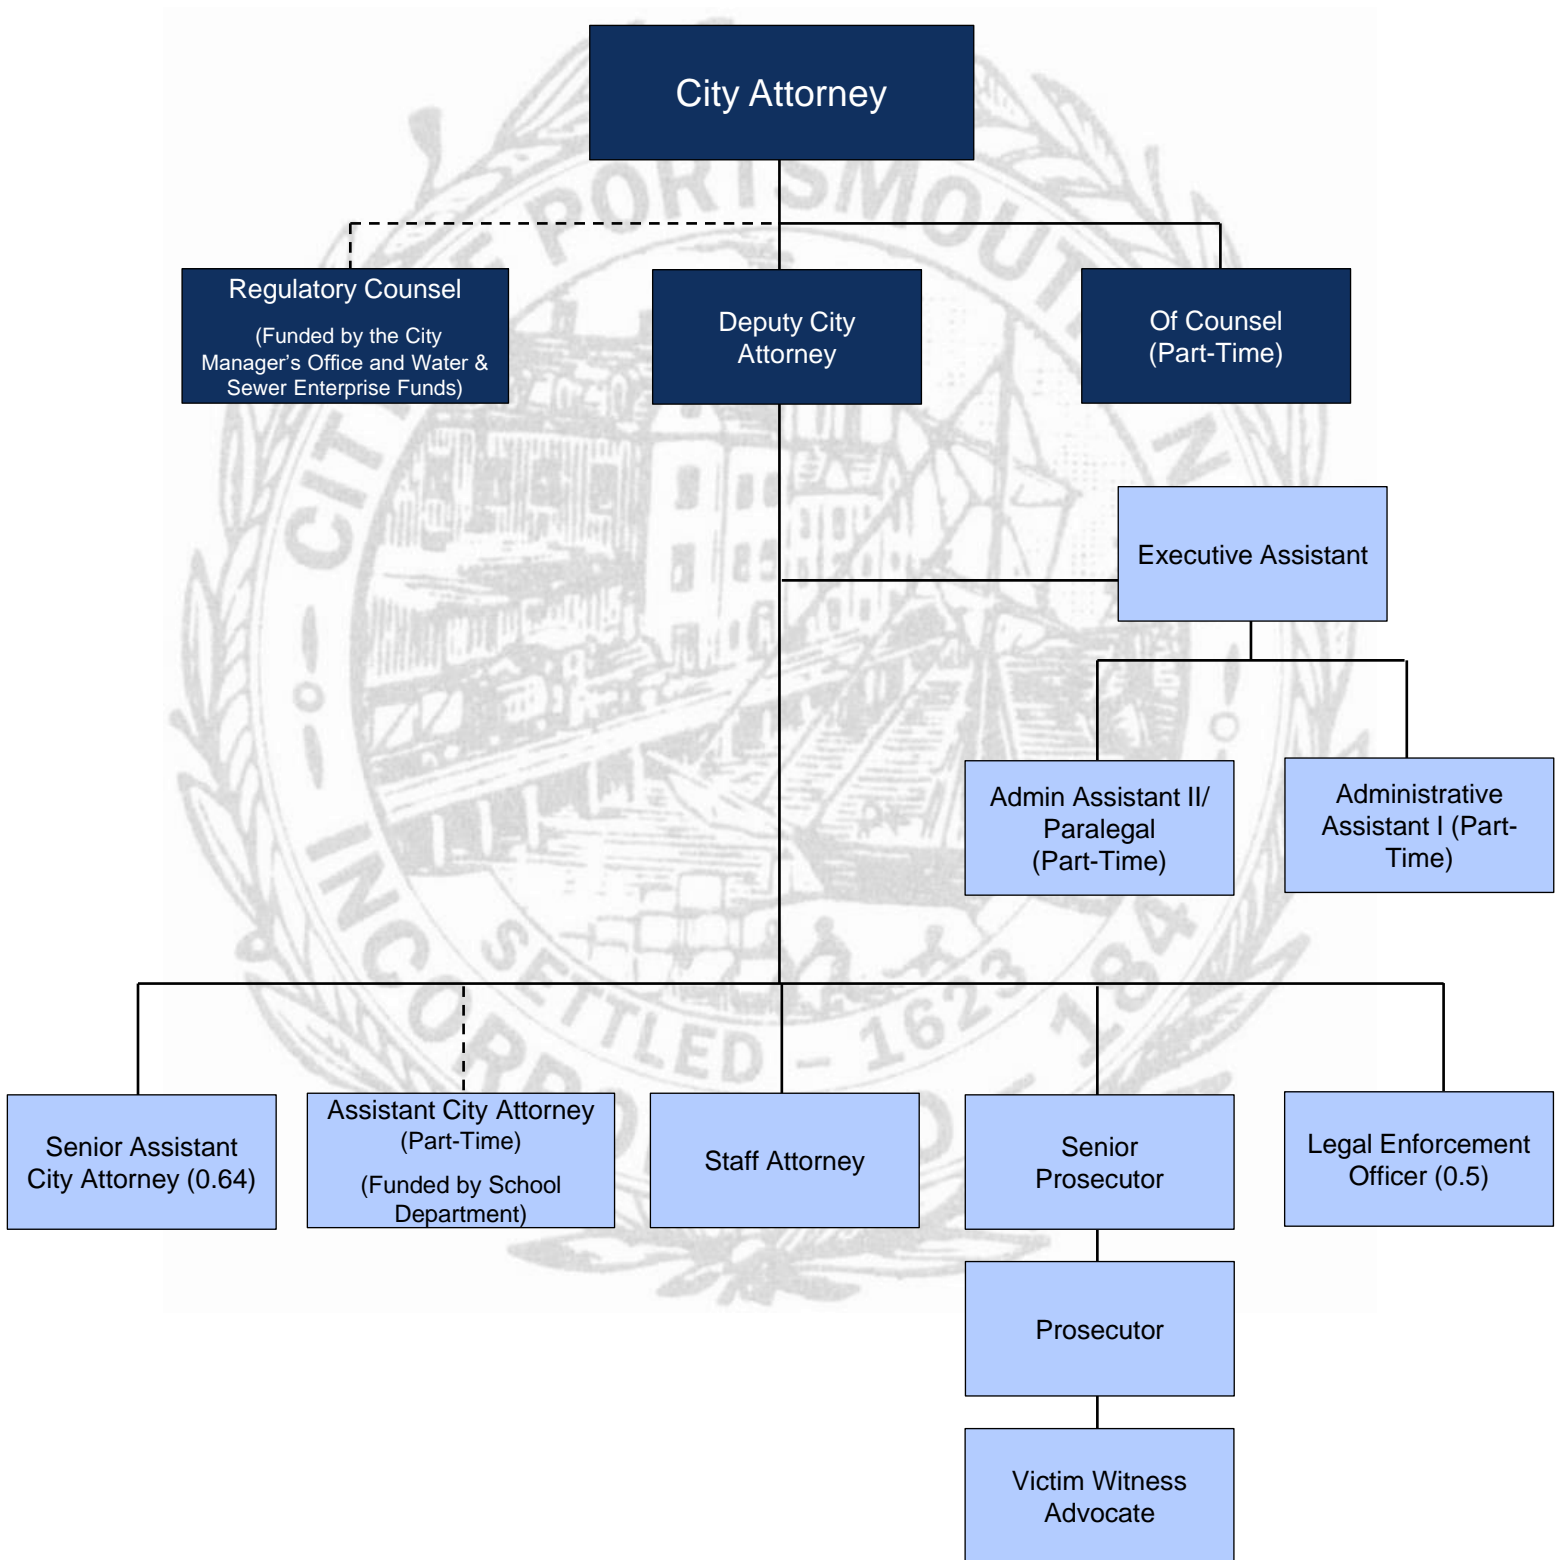 City Attorney
Regulatory Counsel
(Funded by the City
Manager’s Office and Water &
Sewer Enterprise Funds)
Deputy City
Attorney
Of Counsel
(Part-Time)
Executive Assistant
Admin Assistant II/
Paralegal
(Part-Time)
Administrative
Assistant I (Part-
Time)
Senior Assistant
City Attorney (0.64)
Assistant City Attorney
(Part-Time)
(Funded by School
Department)
Staff Attorney
Senior
Prosecutor
Legal Enforcement
Officer (0.5)
Prosecutor
Victim Witness
Advocate
CITY
PORTSMOUTH
N
SETTLED – 1623